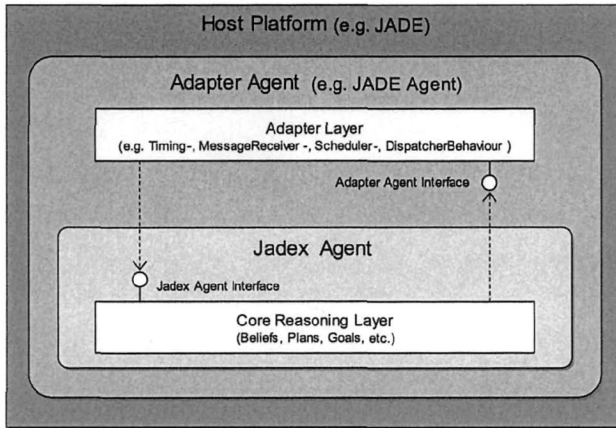 Host Platform (e.g. JADE)
Adapter Agent (e.g. JADE Agent)
Adapter Layer
(e.g. Timing-, MessageReceiver -, Scheduler-, DispatcherBehaviour )
Adapter Agent Interface
Jadex Agent
Jadex Agent Interface
Core Reasoning Layer
(Beliefs, Plans, Goals, etc.)